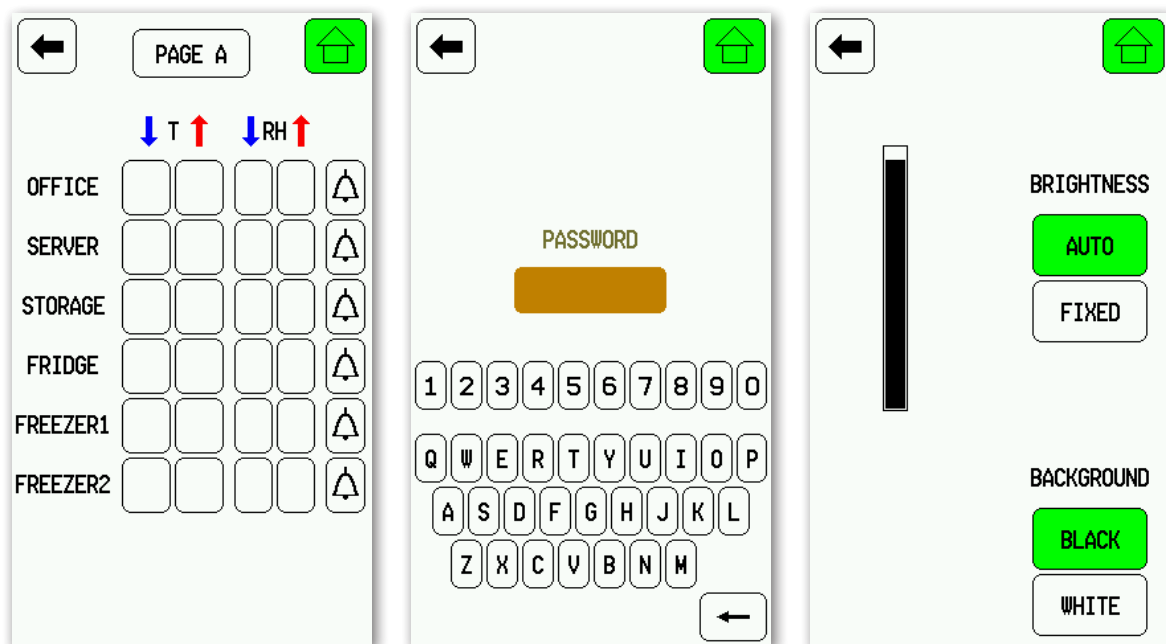 PAGE A
T RH
OFFICE
SERVER
STORAGE
FRIDGE
FREEZER1
FREEZER2
PASSWORD
1 2 3 4 5 6 7 8 9 0
Q W E R T Y U I O P
A S D F G H J K L
Z X C V B N M
BRIGHTNESS
AUTO
FIXED
BACKGROUND
BLACK
WHITE